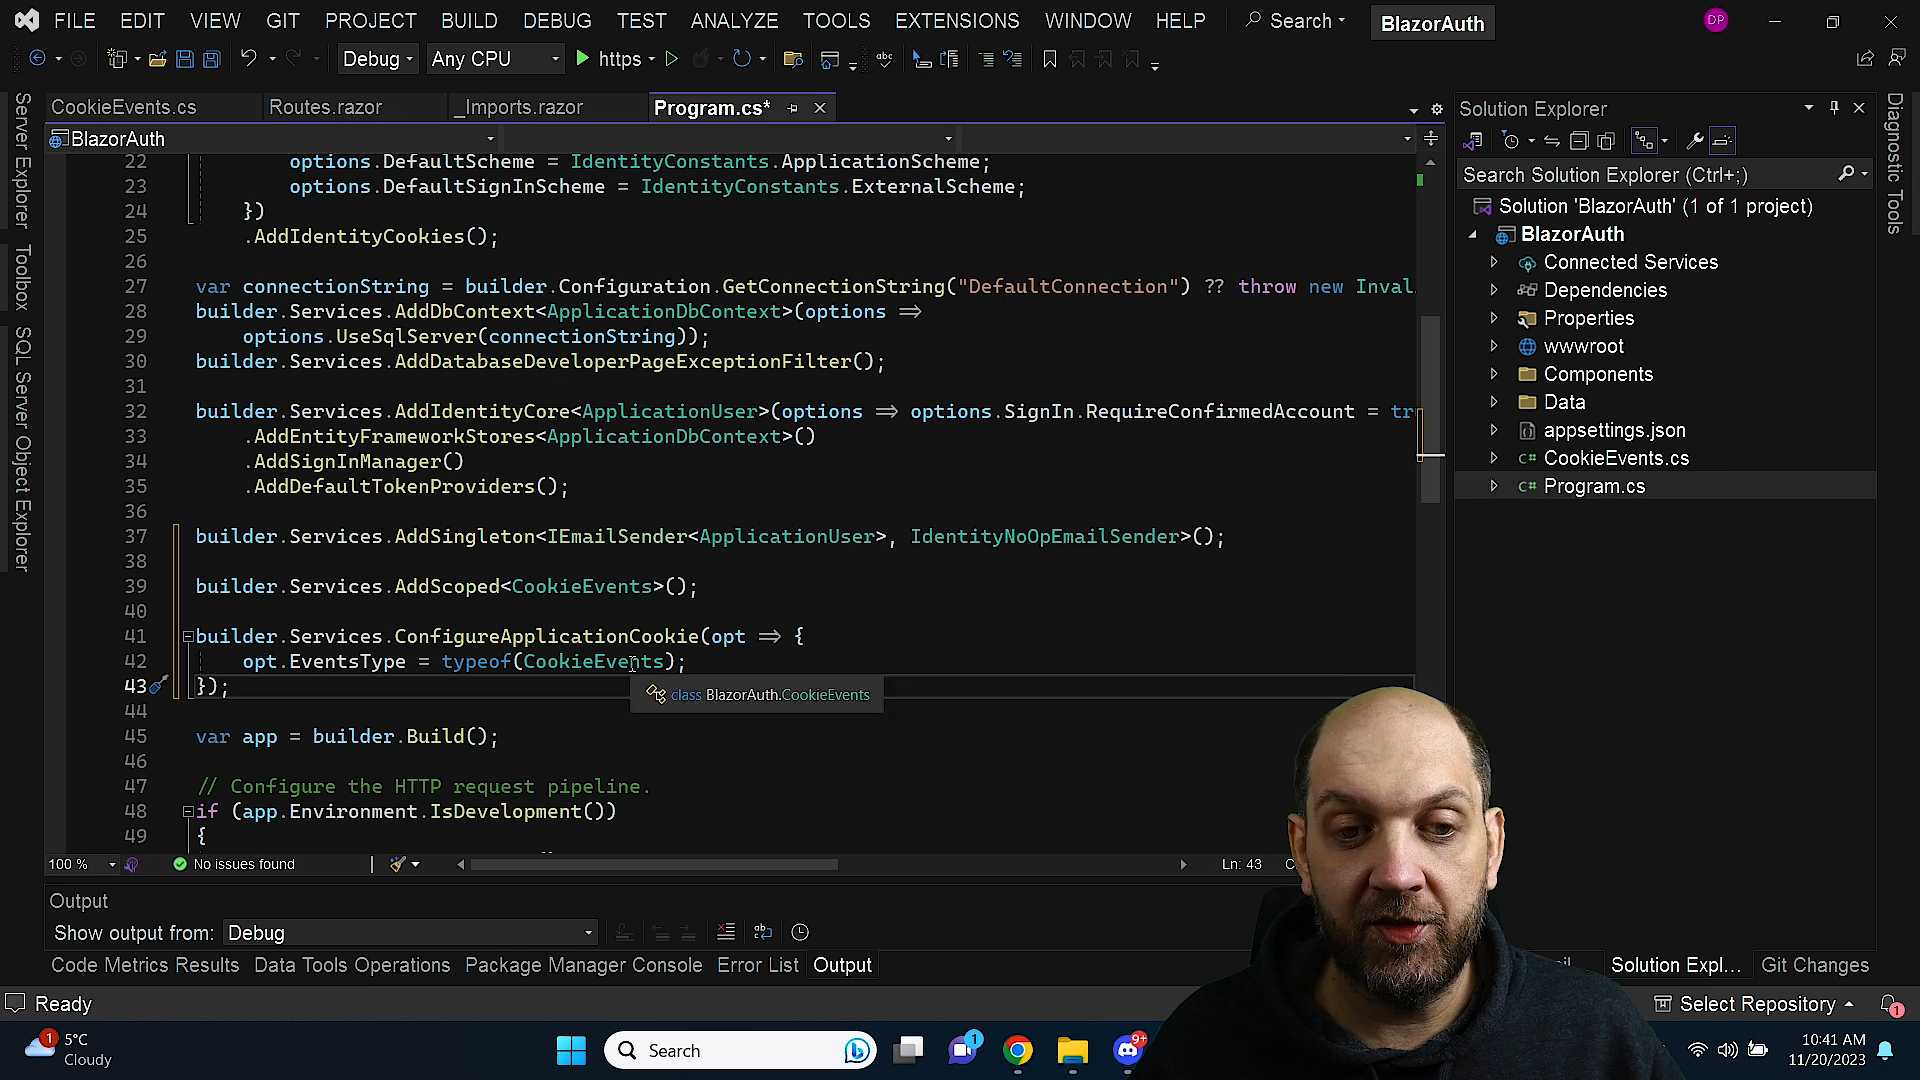 FILE EDIT VIEW GIT PROJECT BUILD DEBUG TEST ANALYZE TOOLS EXTENSIONS WINDOW HELP Search BlazorAuth DP
Debug Any CPU https
CookieEvents.cs Routes.razor _Imports.razor Program.cs*
BlazorAuth
22 options.DefaultScheme = IdentityConstants.ApplicationScheme;
23 options.DefaultSignInScheme = IdentityConstants.ExternalScheme;
24 })
25 .AddIdentityCookies();
26
27 var connectionString = builder.Configuration.GetConnectionString("DefaultConnection") ?? throw new Inval
28 builder.Services.AddDbContext<ApplicationDbContext>(options =>
29 options.UseSqlServer(connectionString));
30 builder.Services.AddDatabaseDeveloperPageExceptionFilter();
31
32 builder.Services.AddIdentityCore<ApplicationUser>(options => options.SignIn.RequireConfirmedAccount = tr
33 .AddEntityFrameworkStores<ApplicationDbContext>()
34 .AddSignInManager()
35 .AddDefaultTokenProviders();
36
37 builder.Services.AddSingleton<IEmailSender<ApplicationUser>, IdentityNoOpEmailSender>();
38
39 builder.Services.AddScoped<CookieEvents>();
40
41 builder.Services.ConfigureApplicationCookie(opt => {
42 opt.EventsType = typeof(CookieEvents);
43 });
class BlazorAuth.CookieEvents
44
45 var app = builder.Build();
46
47 // Configure the HTTP request pipeline.
48 if (app.Environment.IsDevelopment())
49 {
100 % No issues found Ln: 43
Output
Show output from: Debug
Code Metrics Results Data Tools Operations Package Manager Console Error List Output
Ready
Server Explorer
Toolbox
SQL Server Object Explorer
Solution Explorer
Search Solution Explorer (Ctrl+;)
Solution 'BlazorAuth' (1 of 1 project)
BlazorAuth
Connected Services
Dependencies
Properties
wwwroot
Components
Data
appsettings.json
C# CookieEvents.cs
C# Program.cs
Diagnostic Tools
Solution Expl... Git Changes
Select Repository 1
1 5°C
Cloudy
Search
1
9+
10:41 AM
11/20/2023